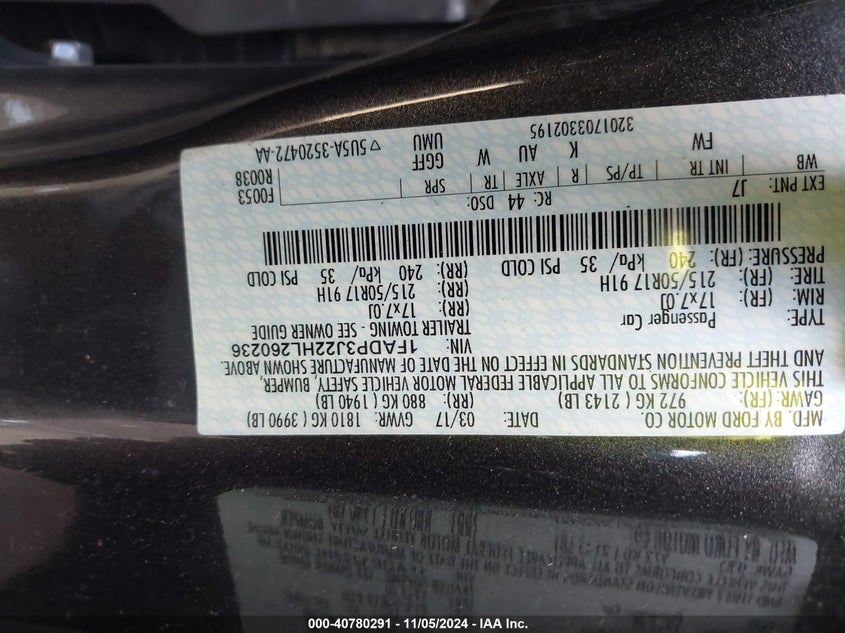 MFD. BY FORD MOTOR CO.
DATE: 03/17 GVWR: 1810 KG ( 3990 LB)
GAWR: (FR): 972 KG ( 2143 LB) (RR): 880 KG ( 1940 LB)
THIS VEHICLE CONFORMS TO ALL APPLICABLE FEDERAL MOTOR VEHICLE SAFETY, BUMPER,
AND THEFT PREVENTION STANDARDS IN EFFECT ON THE DATE OF MANUFACTURE SHOWN ABOVE.
VIN: 1FADP3J22HL260236
TYPE: Passenger Car TRAILER TOWING - SEE OWNER GUIDE
RIM: (FR): 17x7.0J (RR): 17x7.0J
TIRE: (FR): 215/50R17 91H (RR): 215/50R17 91H
PRESSURE: (FR): 240 kPa/ 35 PSI COLD (RR): 240 kPa/ 35 PSI COLD
EXT PNT: J7 RC: 44 DSO: F0053
WB INT TR TP/PS R AXLE TR SPR R0038
FW K AU W GGFF
UMU ▽5U5A-3520472-AA
3201703302195
000-40780291 - 11/05/2024 - IAA Inc.